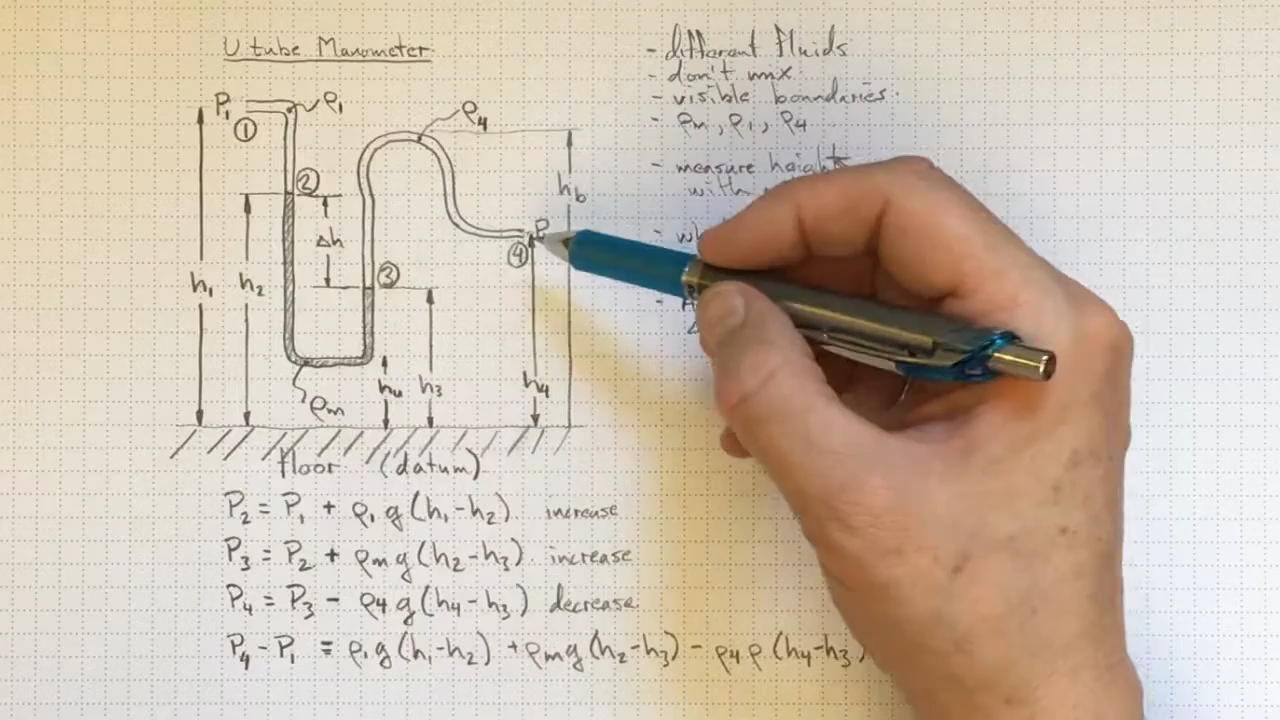 U tube Manometer
- different fluids
- don't mix
- visible boundaries.
- ρm, ρ1, ρ4
- measure height
with
P1
ρ1
①
②
ρ4
hb
Δh
③
④
P
h1
h2
ρm
hu
h3
h4
floor (datum)
P2 = P1 + ρ1 g (h1-h2) increase
P3 = P2 + ρm g (h2-h3) increase
P4 = P3 - ρ4 g (h4-h3) decrease
P4 - P1 = ρ1 g (h1-h2) + ρm g (h2-h3) - ρ4 ρ (h4-h3)